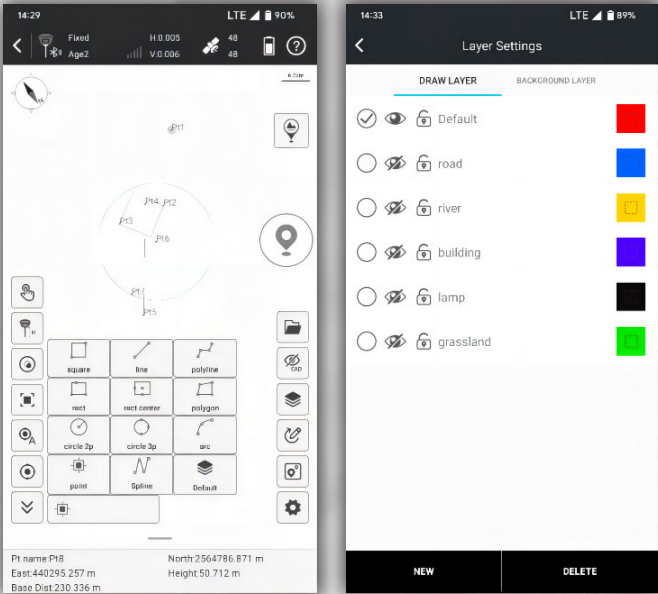 14:29
LTE 90%
Fixed
H:0.005
48
Age2
V:0.006
48
Pt1
Pt4 Pt2
Pt3
Pt6
Pt7
Pt5
H
CAD
A
square
line
polyline
rect
rect center
polygon
circle 2p
circle 3p
arc
point
Spline
Default
Pt name:Pt8
North:2564786.871 m
East:440295.257 m
Height:50.712 m
Base Dist:230.336 m
14:33
LTE 89%
Layer Settings
DRAW LAYER
BACKGROUND LAYER
Default
road
river
building
lamp
grassland
NEW
DELETE